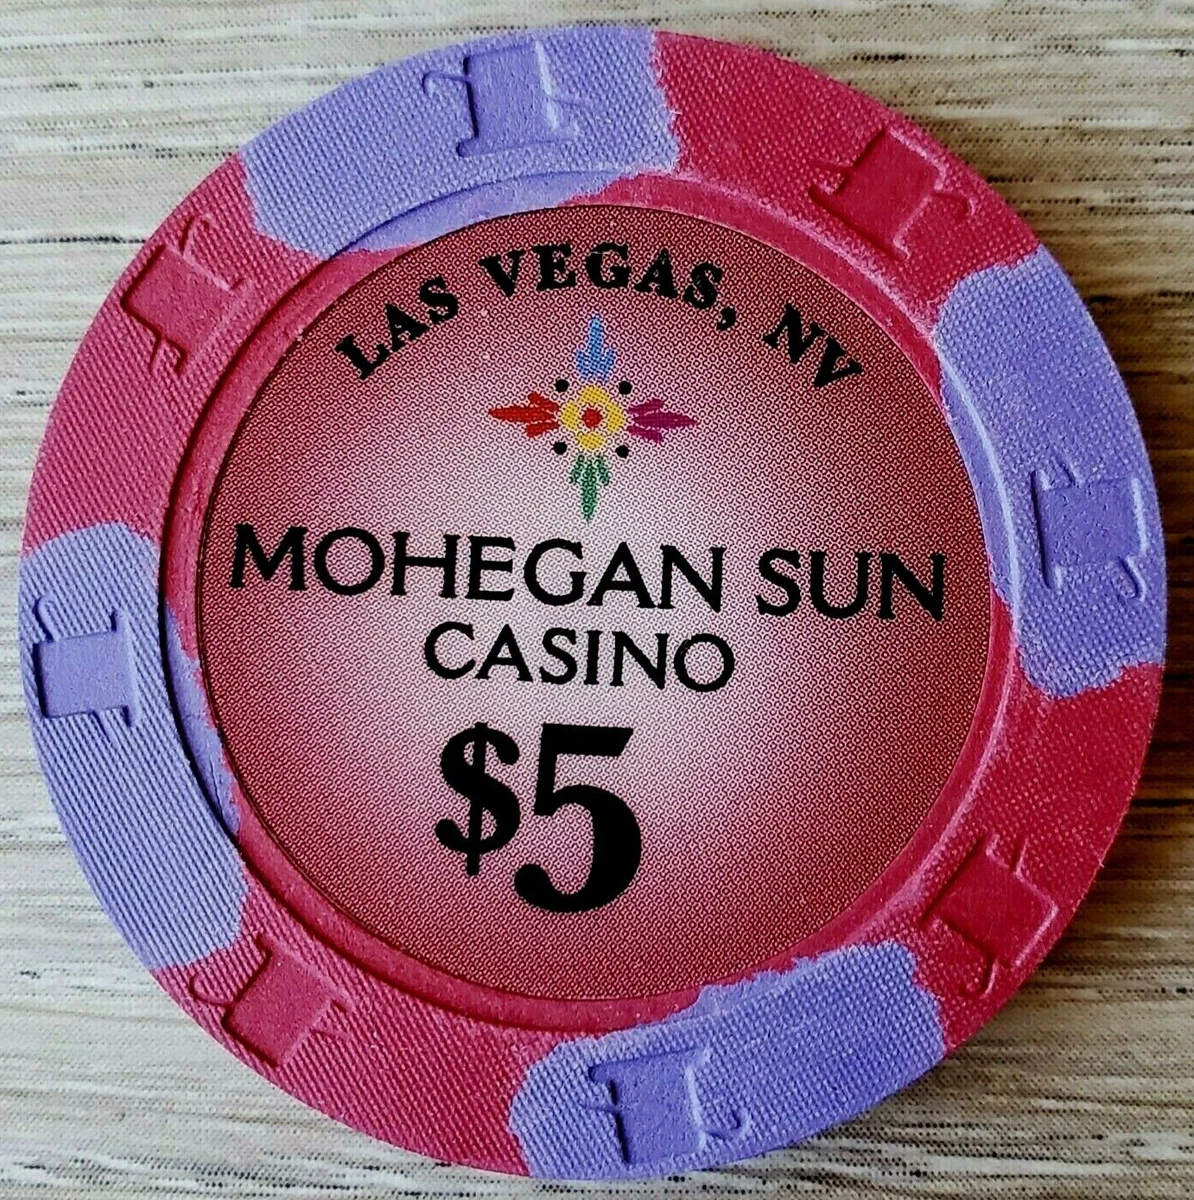 LAS VEGAS, NV
MOHEGAN SUN
CASINO
$5